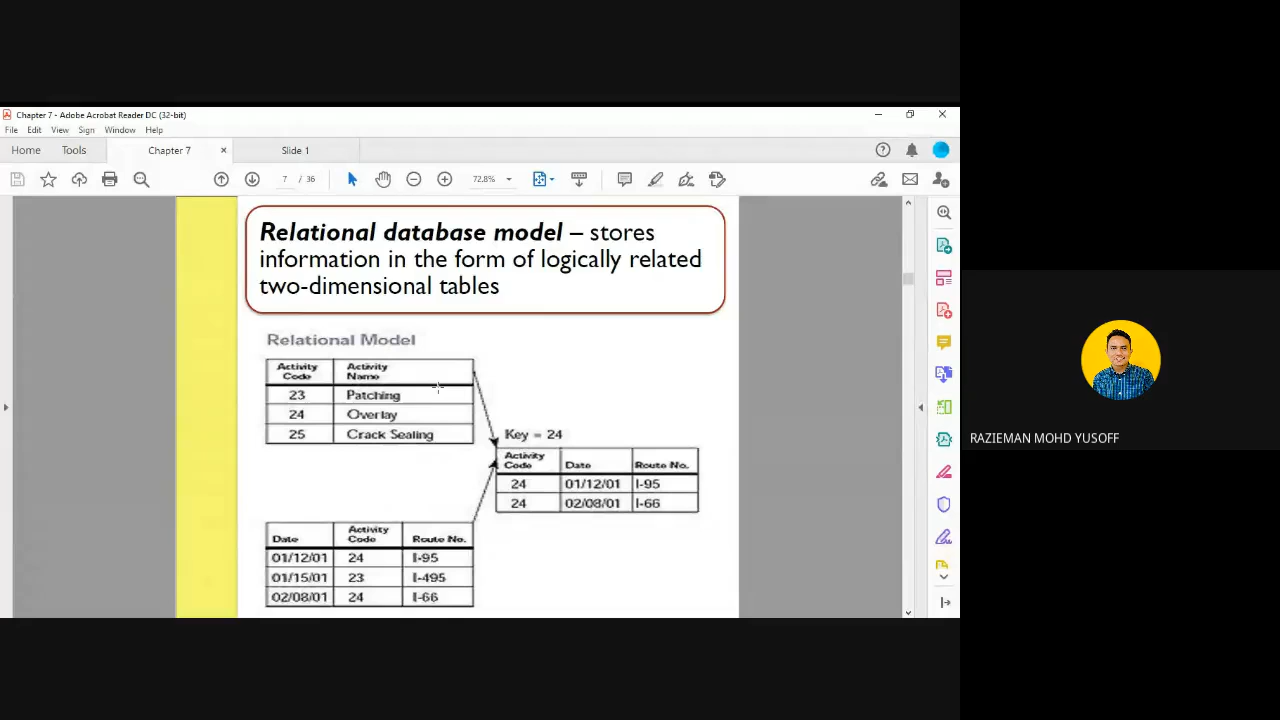 Chapter 7 - Adobe Acrobat Reader DC (32-bit)
File Edit View Sign Window Help
Home Tools Chapter 7 × Slide 1
7 / 36 72.8%
Relational database model – stores
information in the form of logically related
two-dimensional tables
Relational Model
Activity Code Activity Name
23 Patching
24 Overlay
25 Crack Sealing
Key = 24
Activity Code Date Route No.
24 01/12/01 I-95
24 02/08/01 I-66
Date Activity Code Route No.
01/12/01 24 I-95
01/15/01 23 I-495
02/08/01 24 I-66
RAZIEMAN MOHD YUSOFF